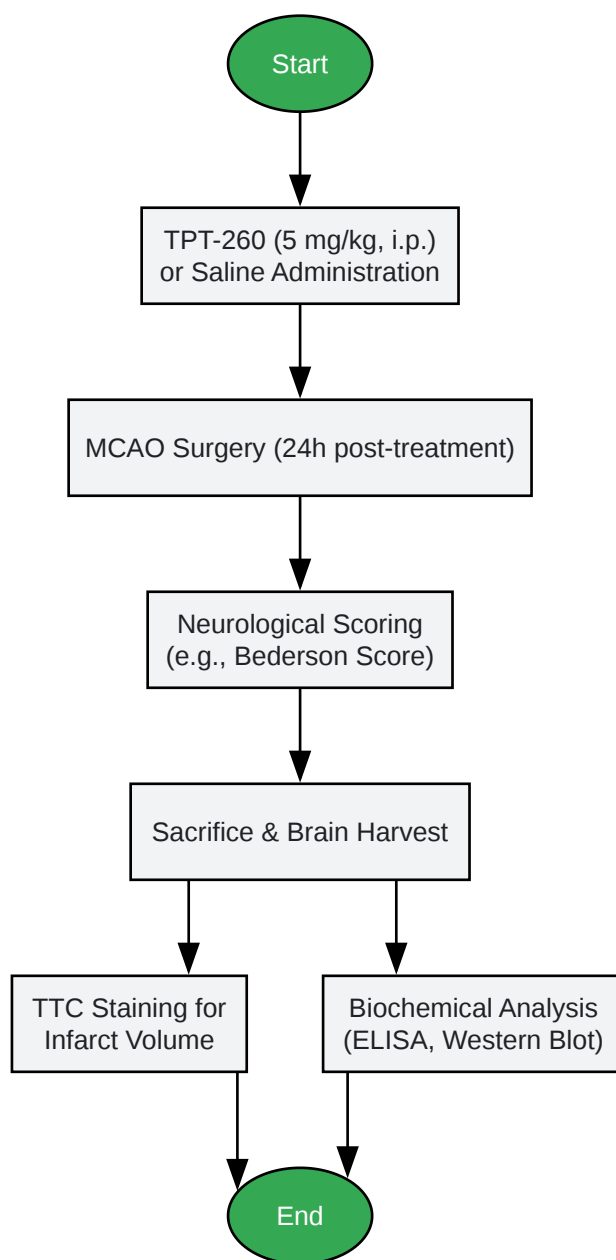 Start
TPT-260 (5 mg/kg, i.p.)
or Saline Administration
MCAO Surgery (24h post-treatment)
Neurological Scoring
(e.g., Bederson Score)
Sacrifice & Brain Harvest
TTC Staining for
Infarct Volume
Biochemical Analysis
(ELISA, Western Blot)
End